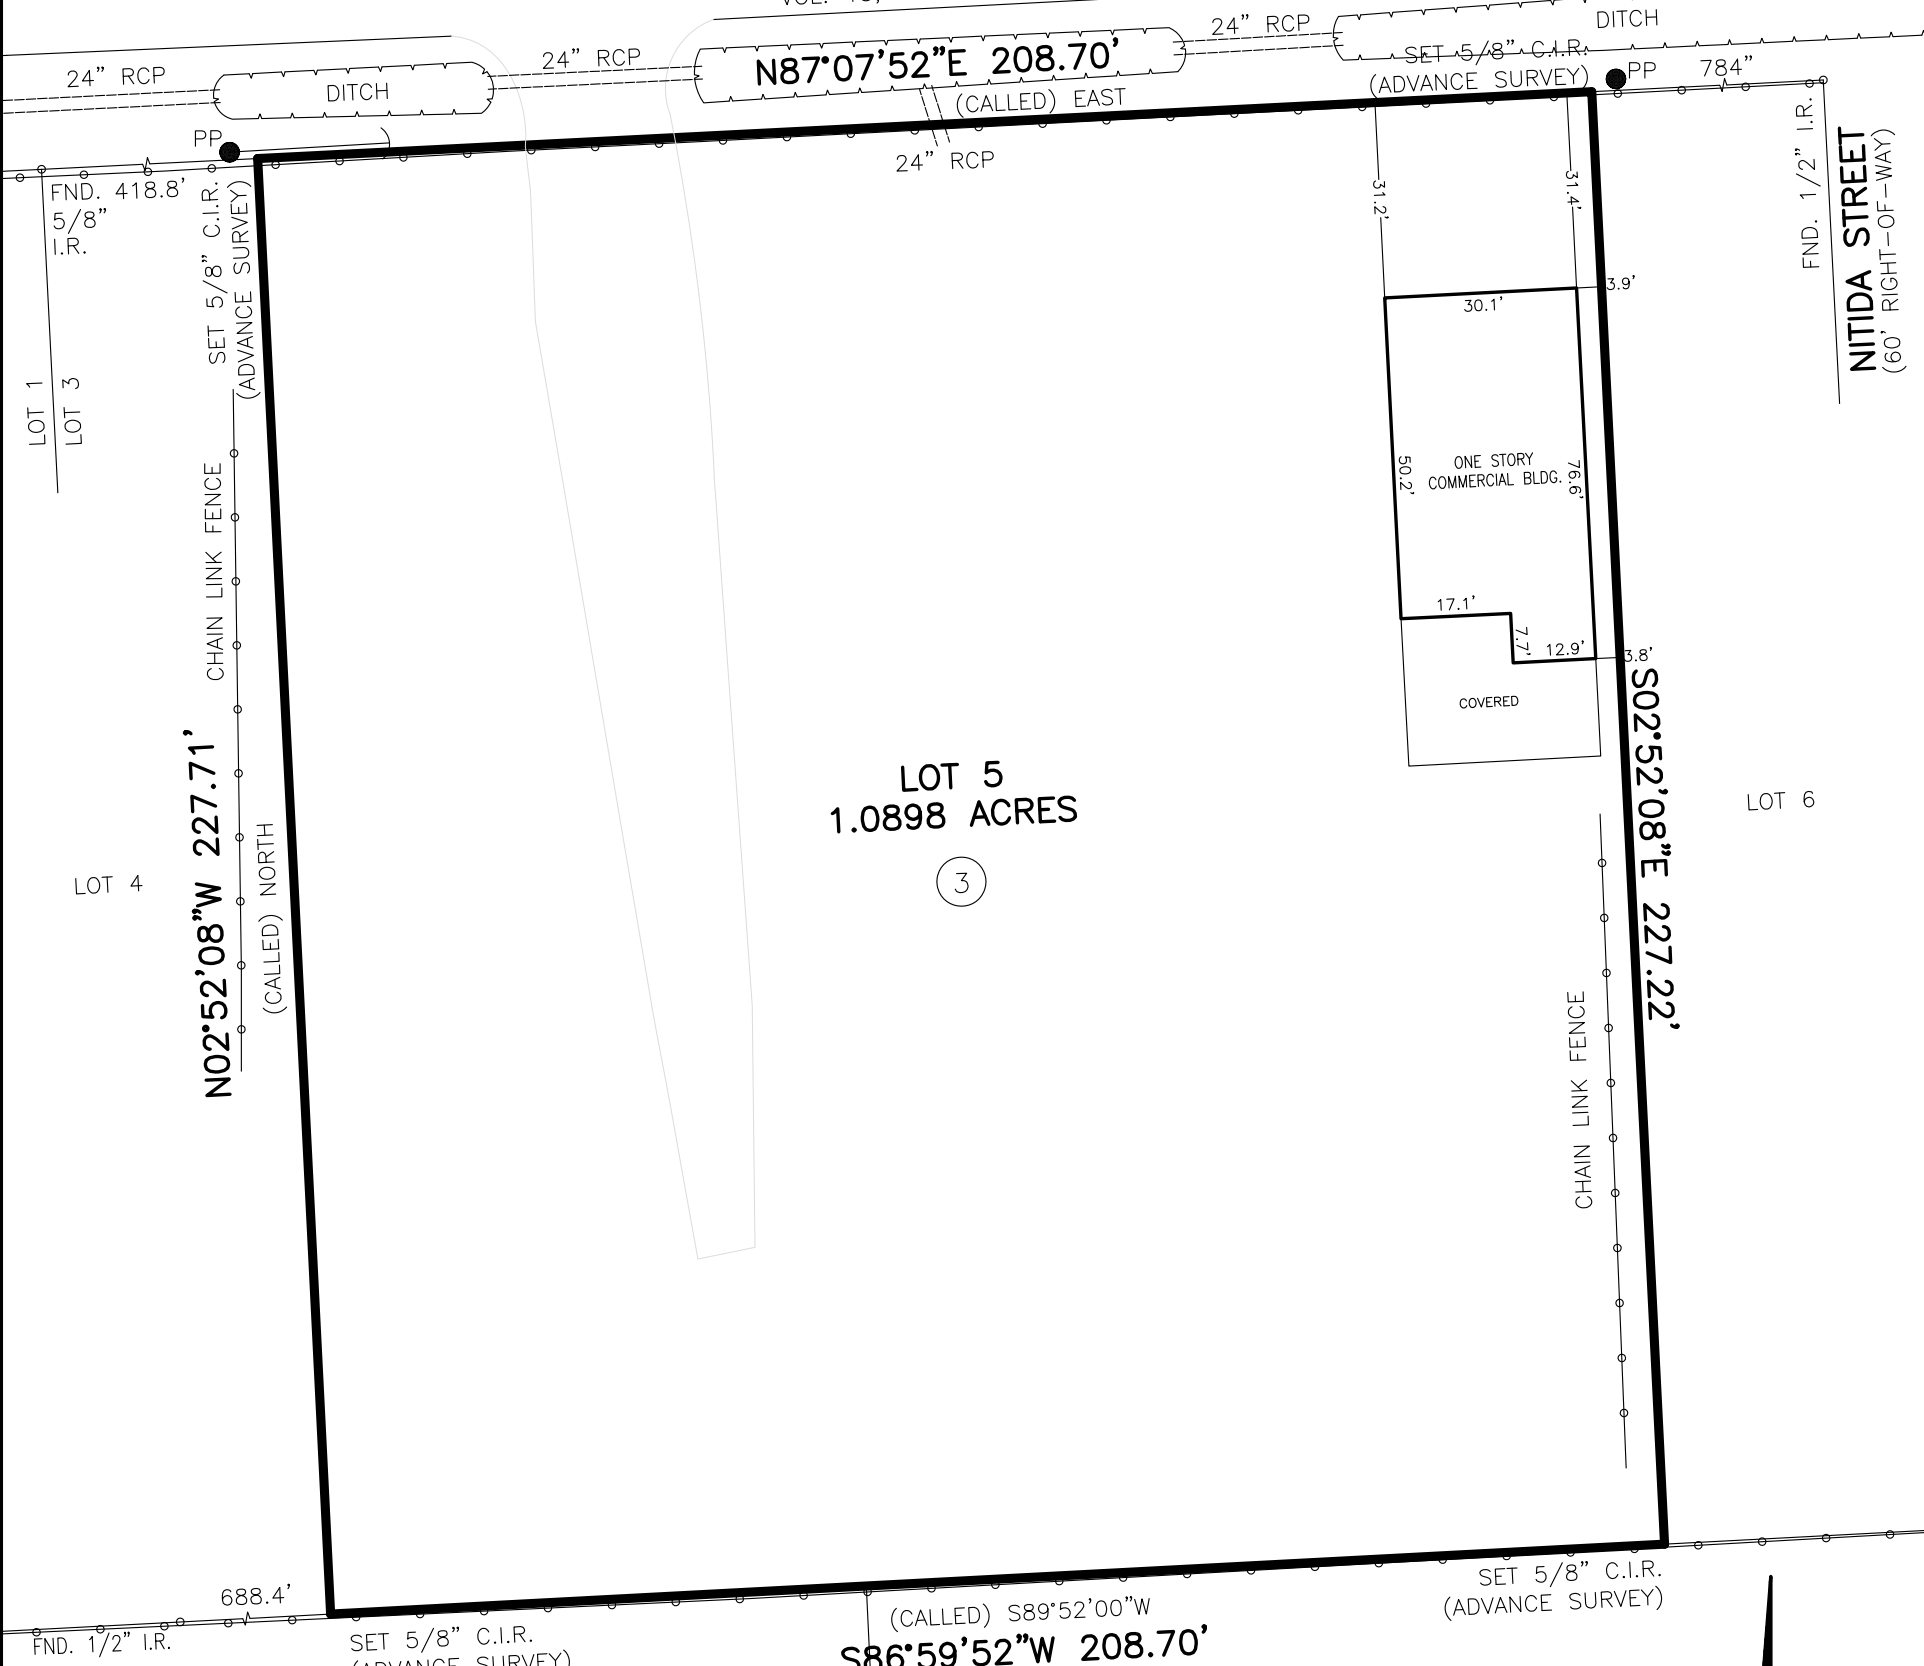 24” RCP
DITCH
24” RCP
N87°07'52”E 208.70'
(CALLED) EAST
24” RCP
24” RCP
DITCH
SET 5/8” C.I.R.
(ADVANCE SURVEY)
PP
784”
PP
FND. 418.8'
5/8”
I.R.
SET 5/8” C.I.R.
(ADVANCE SURVEY)
FND. 1/2” I.R.
NITIDA STREET
(60' RIGHT-OF-WAY)
LOT 1
LOT 3
31.2'
31.4'
3.9'
30.1'
CHAIN LINK FENCE
50.2'
ONE STORY
COMMERCIAL BLDG.
76.6'
17.1'
7.7'
12.9'
3.8'
COVERED
N02°52'08”W 227.71'
(CALLED) NORTH
LOT 4
LOT 5
1.0898 ACRES
3
S02°52'08”E 227.22'
LOT 6
CHAIN LINK FENCE
688.4'
FND. 1/2” I.R.
SET 5/8” C.I.R.
(ADVANCE SURVEY)
(CALLED) S89°52'00"W
S86°59'52”W 208.70'
SET 5/8” C.I.R.
(ADVANCE SURVEY)